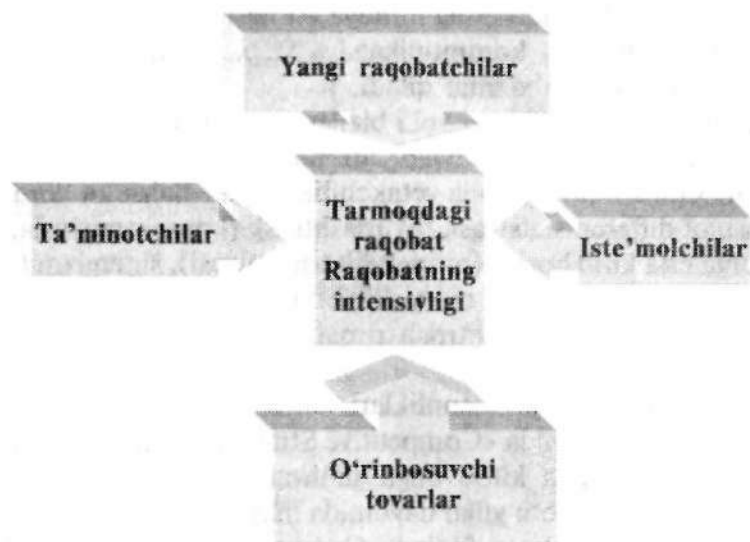 Yangi raqobatchilar
Ta'minotchilar
Tarmoqdagi
raqobat
Raqobatning
intensivligi
Iste'molchilar
O‘rinbosuvchi
tovarlar